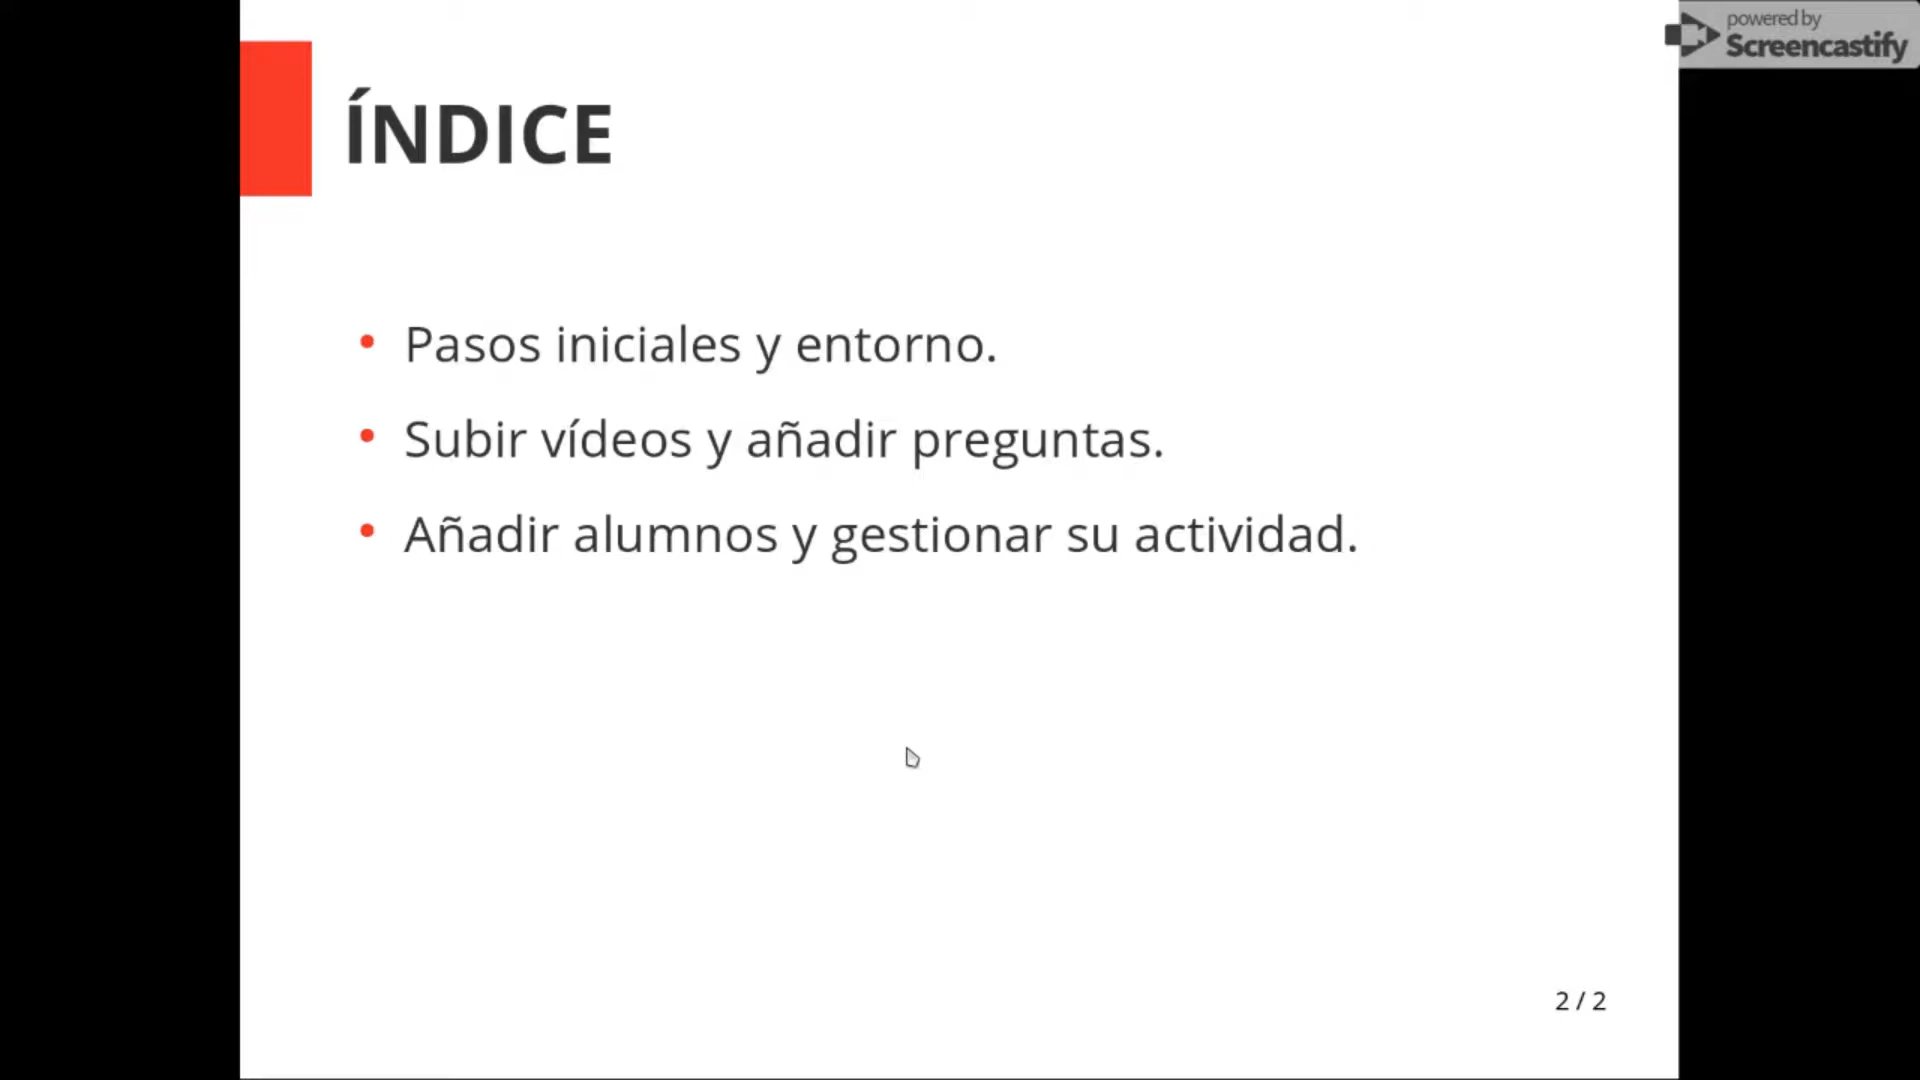 powered by
Screencastify
ÍNDICE
• Pasos iniciales y entorno.
• Subir vídeos y añadir preguntas.
• Añadir alumnos y gestionar su actividad.
2 / 2